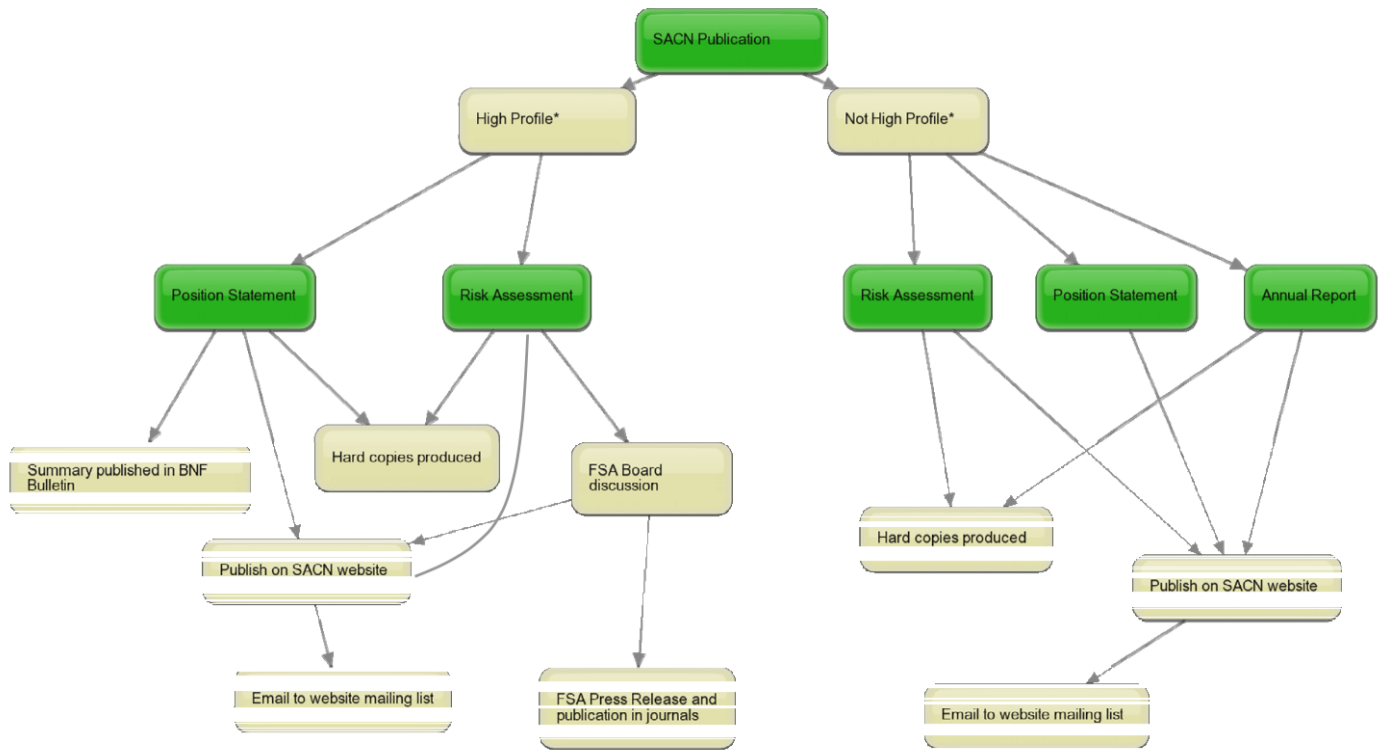 SACN Publication
High Profile*
Not High Profile*
Position Statement
Risk Assessment
Risk Assessment
Position Statement
Annual Report
Summary published in BNF
Bulletin
Hard copies produced
FSA Board
discussion
Hard copies produced
Publish on SACN website
Publish on SACN website
Email to website mailing list
FSA Press Release and
publication in journals
Email to website mailing list